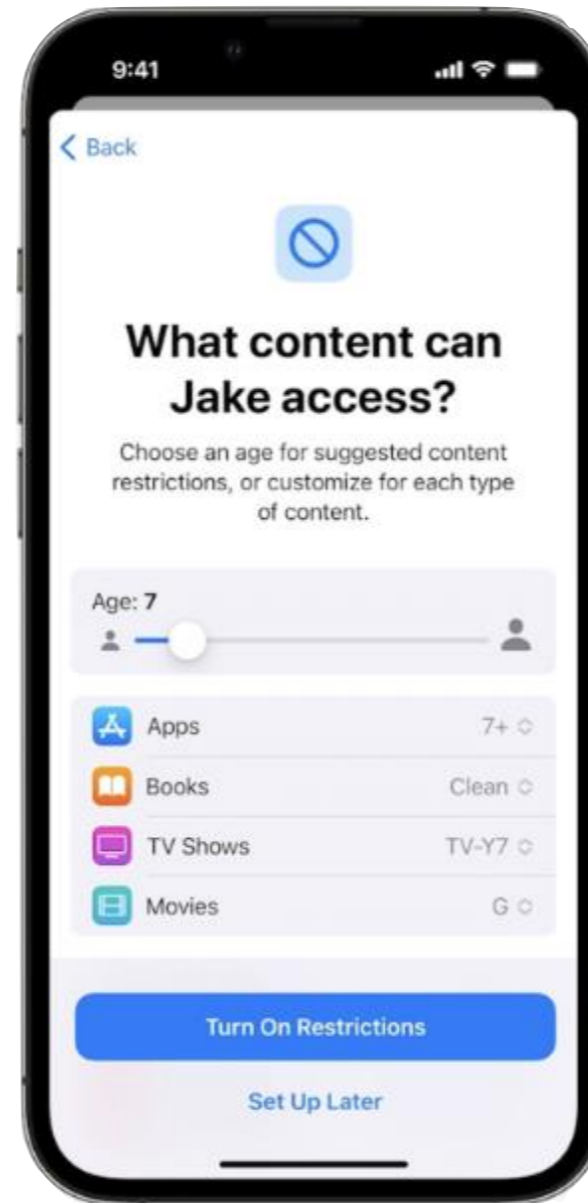 9:41
Back
What content can
Jake access?
Choose an age for suggested content
restrictions, or customize for each type
of content.
Age: 7
Apps 7+
Books Clean
TV Shows TV-Y7
Movies G
Turn On Restrictions
Set Up Later